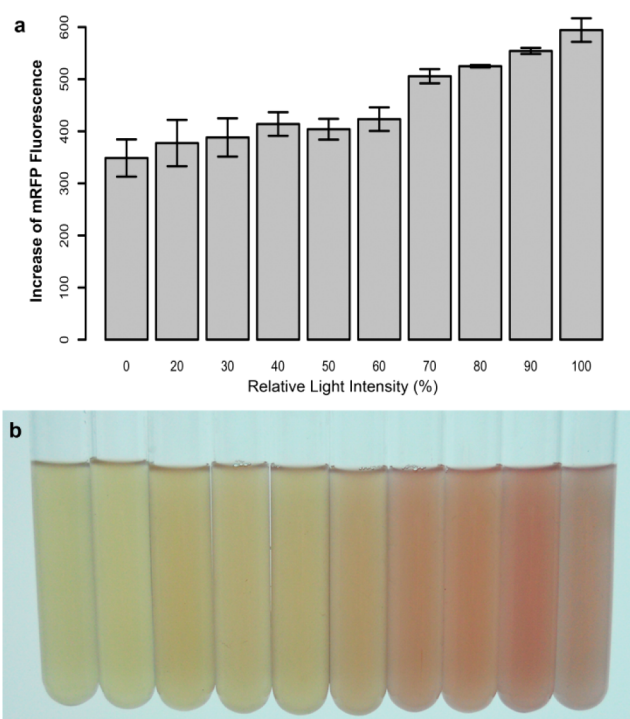 a
Increase of mRFP Fluorescence
600
500
400
300
200
100
0
0 20 30 40 50 60 70 80 90 100
Relative Light Intensity (%)
b